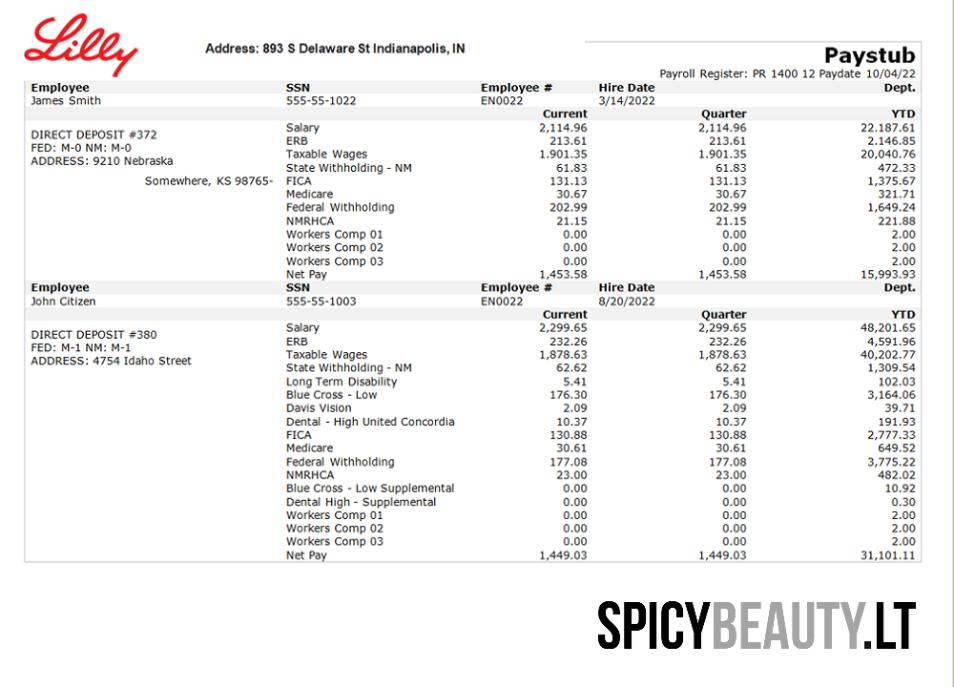 Lilly
Address: 893 S Delaware St Indianapolis, IN
Paystub
Payroll Register: PR 1400 12 Paydate 10/04/22
Employee SSN Employee # Hire Date Dept.
James Smith 555-55-1022 EN0022 3/14/2022
Current Quarter YTD
DIRECT DEPOSIT #372
FED: M-0 NM: M-0
ADDRESS: 9210 Nebraska
Somewhere, KS 98765-
Salary 2,114.96 2,114.96 22.187.61
ERB 213.61 213.61 2.146.85
Taxable Wages 1.901.35 1.901.35 20,040.76
State Withholding - NM 61.83 61.83 472.33
FICA 131.13 131.13 1,375.67
Medicare 30.67 30.67 321.71
Federal Withholding 202.99 202.99 1,649.24
NMRHCA 21.15 21.15 221.88
Workers Comp 01 0.00 0.00 2.00
Workers Comp 02 0.00 0.00 2.00
Workers Comp 03 0.00 0.00 2.00
Net Pay 1,453.58 1,453.58 15,993.93
Employee SSN Employee # Hire Date Dept.
John Citizen 555-55-1003 EN0022 8/20/2022
Current Quarter YTD
DIRECT DEPOSIT #380
FED: M-1 NM: M-1
ADDRESS: 4754 Idaho Street
Salary 2,299.65 2,299.65 48,201.65
ERB 232.26 232.26 4,591.96
Taxable Wages 1,878.63 1,878.63 40,202.77
State Withholding - NM 62.62 62.62 1,309.54
Long Term Disability 5.41 5.41 102.03
Blue Cross - Low 176.30 176.30 3,164.06
Davis Vision 2.09 2.09 39.71
Dental - High United Concordia 10.37 10.37 191.93
FICA 130.88 130.88 2,777.33
Medicare 30.61 30.61 649.52
Federal Withholding 177.08 177.08 3,775.22
NMRHCA 23.00 23.00 482.02
Blue Cross - Low Supplemental 0.00 0.00 10.92
Dental High - Supplemental 0.00 0.00 0.30
Workers Comp 01 0.00 0.00 2.00
Workers Comp 02 0.00 0.00 2.00
Workers Comp 03 0.00 0.00 2.00
Net Pay 1,449.03 1,449.03 31,101.11
SPICYBEAUTY.LT